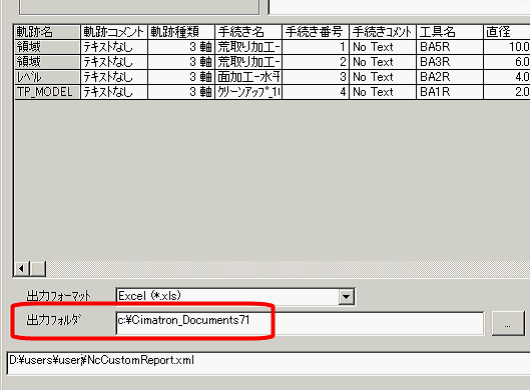 軌跡名 軌跡コメント 軌跡種類 手続き名 手続き番号 手続きコメント 工具名 直径
領域 テキストなし 3 軸 荒取り加工- 1 No Text BA5R 10.0
領域 テキストなし 3 軸 荒取り加工- 2 No Text BA3R 6.0
レベル テキストなし 3 軸 面加工-水平 3 No Text BA2R 4.0
TP_MODEL テキストなし 3 軸 クリーンアップ_1 4 No Text BA1R 2.0
出力フォーマット Excel (*.xls)
出力フォルダ c:¥Cimatron_Documents71 ...
D:¥users¥user¥NcCustomReport.xml